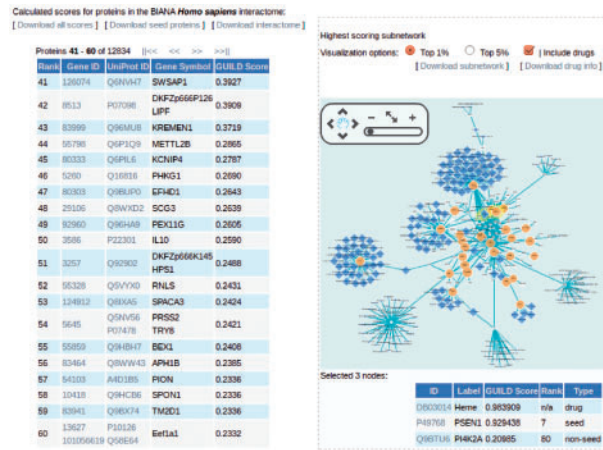 Calculated scores for proteins in the BIANA Homo sapiens interactome:
[ Download all scores ] [ Download seed proteins ] [ Download interactome ]
Proteins 41 - 60 of 12834 ||<< << >> >>||
Rank Gene ID UniProt ID Gene Symbol GUILD Score
41 126074 Q6NVH7 SWSAP1 0.3927
42 8513 P07098 DKFZp666P126 LIPF 0.3909
43 83999 Q96MU8 KREMEN1 0.3719
44 55798 Q6P1Q9 METTL2B 0.2865
45 80333 Q6PIL6 KCNIP4 0.2787
46 5260 Q16816 PHKG1 0.2690
47 80303 Q9BUP0 EFHD1 0.2643
48 29106 Q8WXD2 SCG3 0.2639
49 92960 Q96HA9 PEX11G 0.2605
50 3586 P22301 IL10 0.2590
51 3257 Q92902 DKFZp666K145 HPS1 0.2488
52 55328 Q5VYX0 RNLS 0.2431
53 124912 Q8IXA5 SPACA3 0.2424
54 5645 Q5NV56 P07478 PRSS2 TRY8 0.2421
55 55859 Q9HBH7 BEX1 0.2408
56 83464 Q8WW43 APH1B 0.2385
57 54103 A4D1B5 PION 0.2336
58 10418 Q9HCB6 SPON1 0.2336
59 83941 Q9BX74 TM2D1 0.2336
60 13627 101056619 P10126 Q58E64 Eef1a1 0.2332
Highest scoring subnetwork
Visualization options: Top 1% Top 5% | Include drugs
[ Download subnetwork ] [ Download drug info ]
Selected 3 nodes:
ID Label GUILD Score Rank Type
DB03014 Heme 0.983909 n/a drug
P49768 PSEN1 0.929438 7 seed
Q9BTU6 PI4K2A 0.20985 80 non-seed